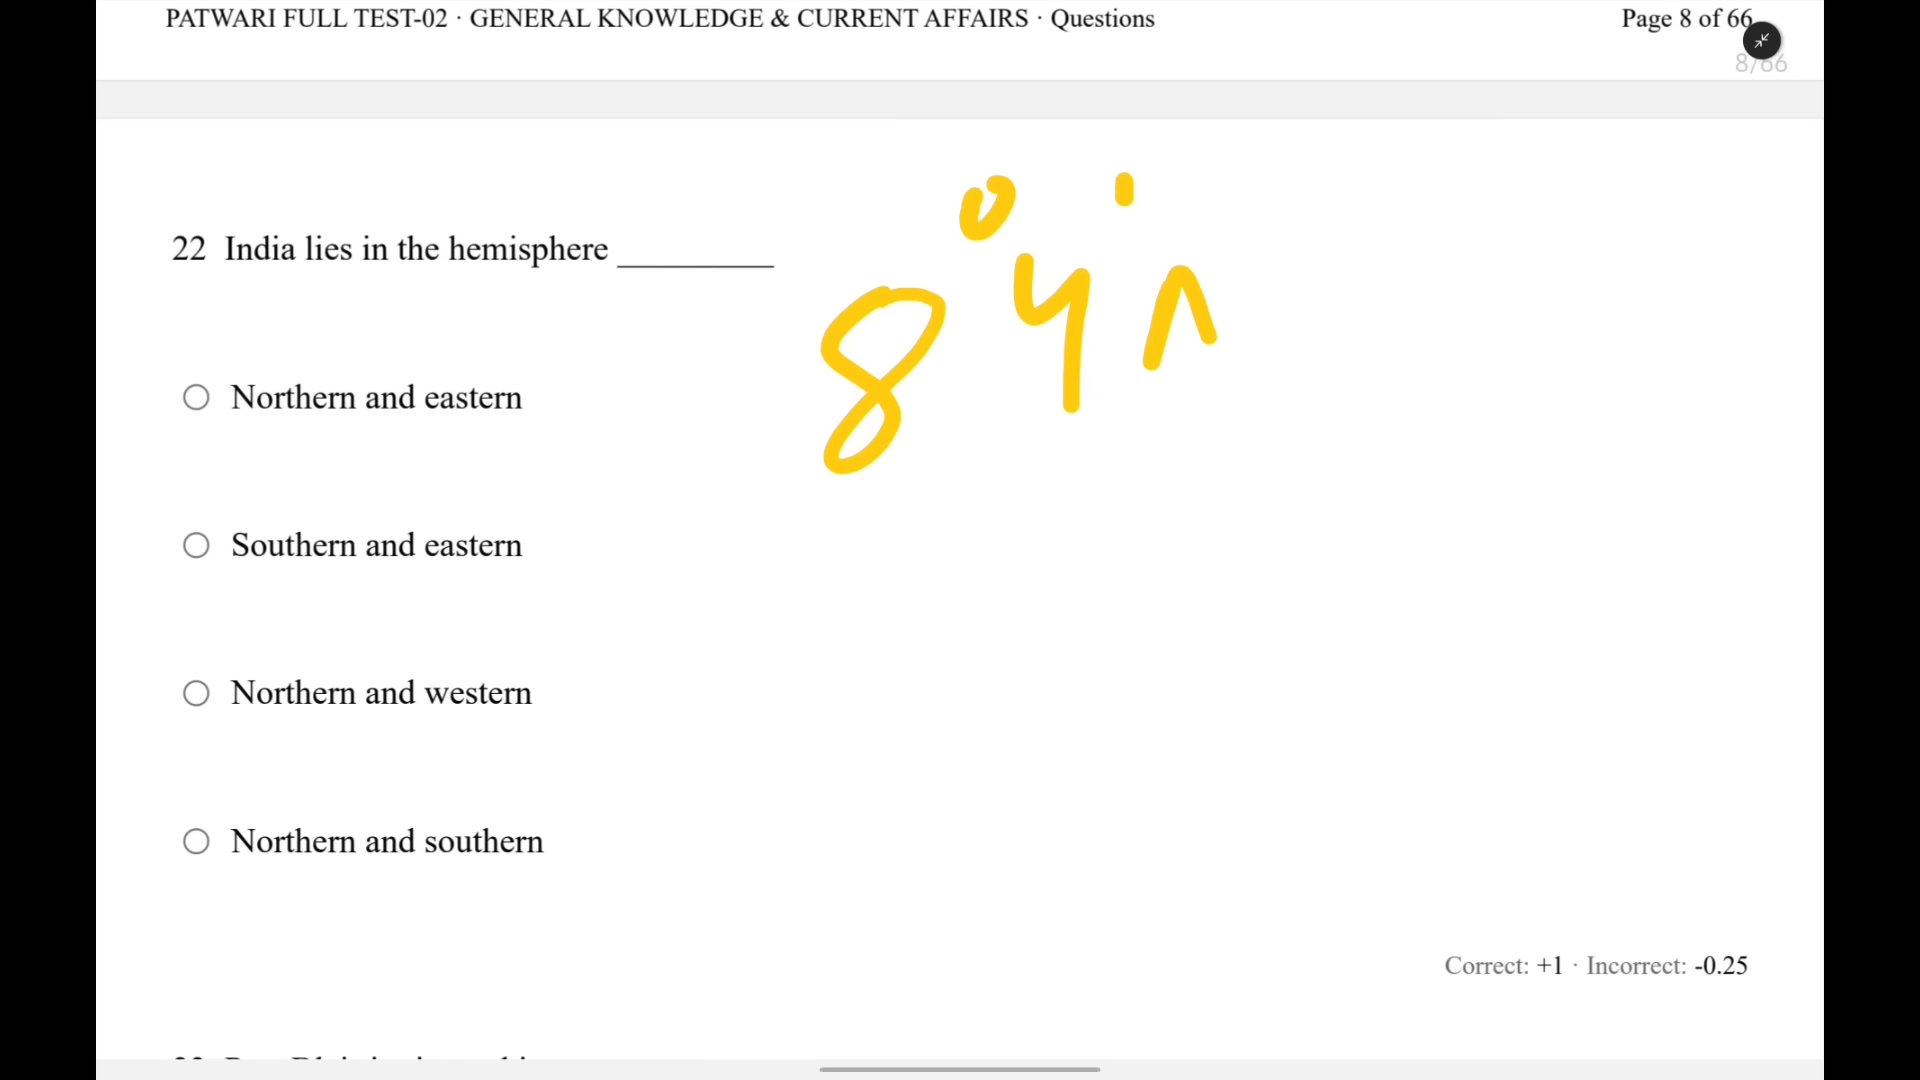 PATWARI FULL TEST-02 · GENERAL KNOWLEDGE & CURRENT AFFAIRS · Questions Page 8 of 66
8/66
22 India lies in the hemisphere __________
8° 4' N
Northern and eastern
Southern and eastern
Northern and western
Northern and southern
Correct: +1 · Incorrect: -0.25